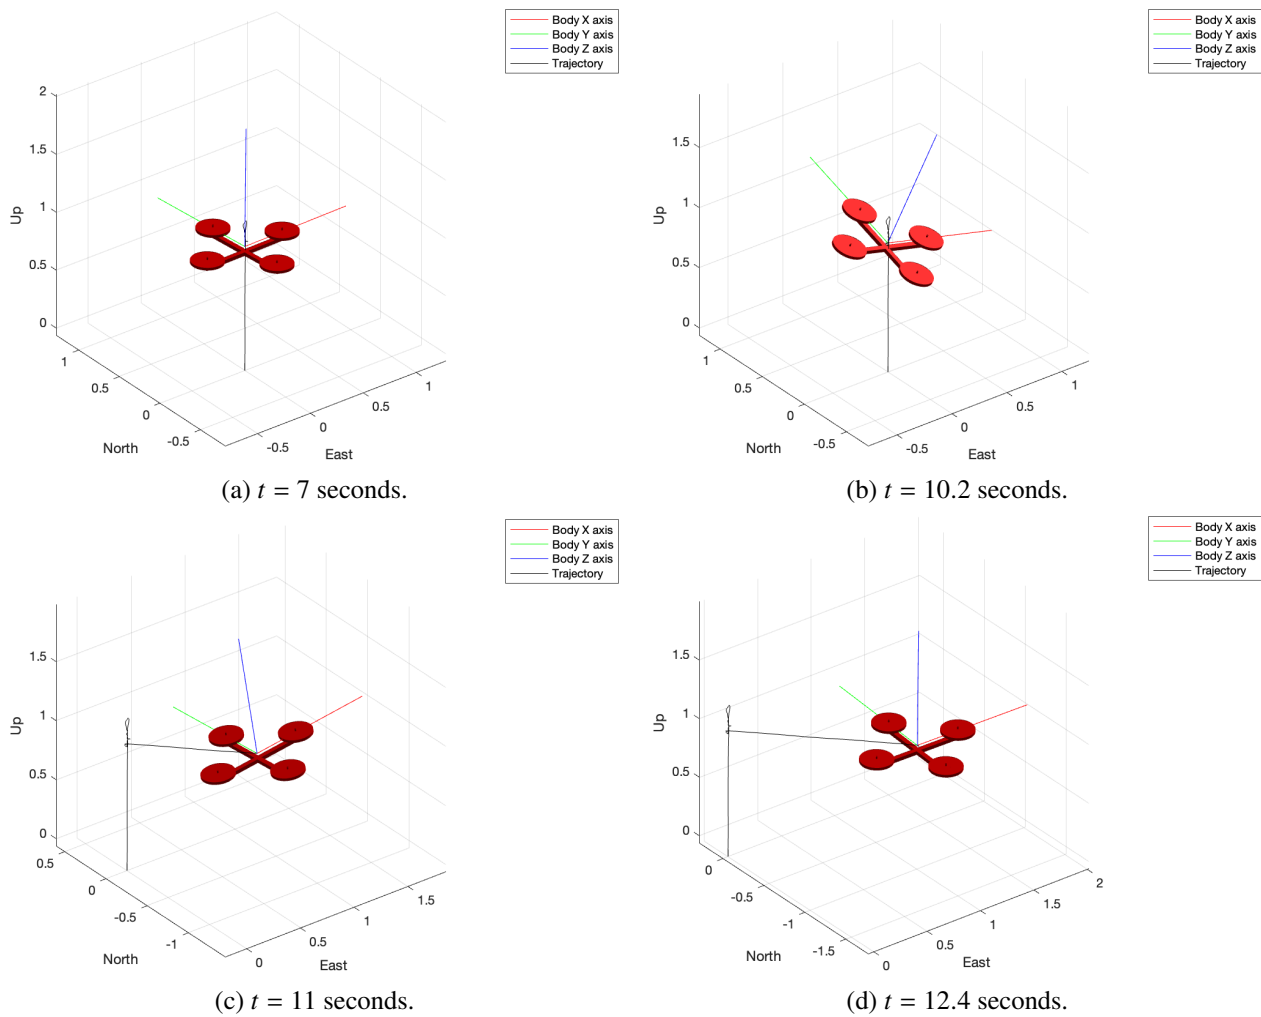 Body X axis
Body Y axis
Body Z axis
Trajectory
2
1.5
1
0.5
0
Up
1
0.5
0
-0.5
North
-0.5
0
0.5
1
East
(a) t = 7 seconds.
Body X axis
Body Y axis
Body Z axis
Trajectory
1.5
1
0.5
0
Up
1
0.5
0
-0.5
North
-0.5
0
0.5
1
East
(b) t = 10.2 seconds.
Body X axis
Body Y axis
Body Z axis
Trajectory
1.5
1
0.5
0
Up
0.5
0
-0.5
-1
North
0
0.5
1
1.5
East
(c) t = 11 seconds.
Body X axis
Body Y axis
Body Z axis
Trajectory
1.5
1
0.5
0
Up
0
-0.5
-1
-1.5
North
0
0.5
1
1.5
2
East
(d) t = 12.4 seconds.